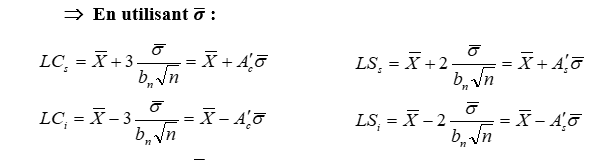 ⇒ En utilisant σ̄ :
LCₛ = X̄ + 3 σ̄/(bₙ√n) = X̄ + A′c σ̄    LSₛ = X̄ + 2 σ̄/(bₙ√n) = X̄ + A′s σ̄
LCᵢ = X̄ − 3 σ̄/(bₙ√n) = X̄ − A′c σ̄    LSᵢ = X̄ − 2 σ̄/(bₙ√n) = X̄ − A′s σ̄